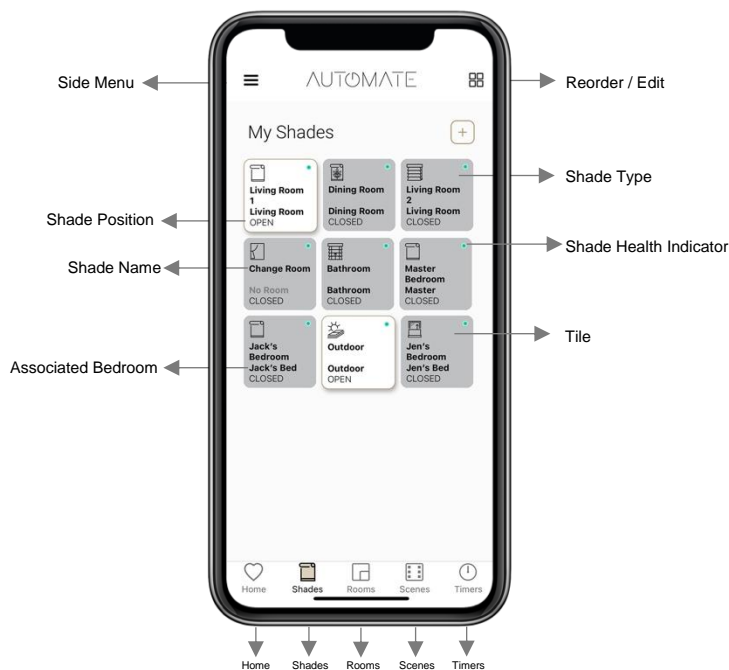 Side Menu
AUTOMATE
Reorder / Edit
My Shades
+
Living Room
1
Living Room
OPEN
Dining Room
Dining Room
CLOSED
Living Room
2
Living Room
CLOSED
Shade Type
Shade Position
Shade Health Indicator
Shade Name
Change Room
No Room
CLOSED
Bathroom
Bathroom
CLOSED
Master
Bedroom
Master
CLOSED
Tile
Associated Bedroom
Jack's
Bedroom
Jack's Bed
CLOSED
Outdoor
Outdoor
OPEN
Jen's
Bedroom
Jen's Bed
CLOSED
Home Shades Rooms Scenes Timers
Home Shades Rooms Scenes Timers